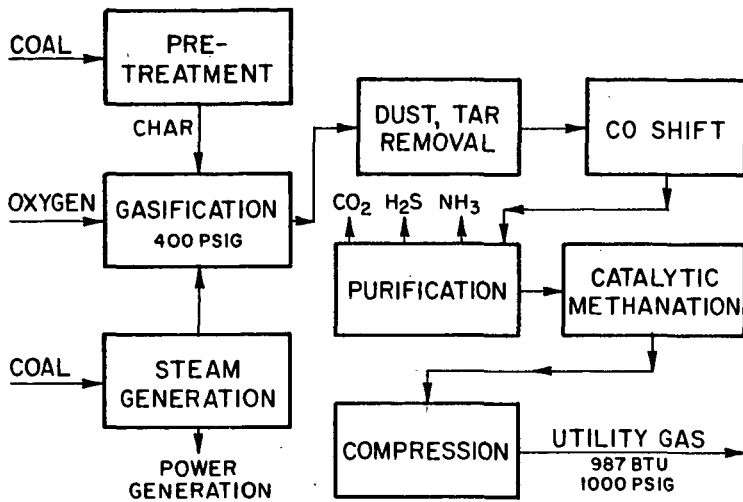 COAL
PRE-
TREATMENT
CHAR
OXYGEN
GASIFICATION
400 PSIG
COAL
STEAM
GENERATION
POWER
GENERATION
DUST, TAR
REMOVAL
CO SHIFT
CO2 H2S NH3
PURIFICATION
CATALYTIC
METHANATION
COMPRESSION
UTILITY GAS
987 BTU
1000 PSIG